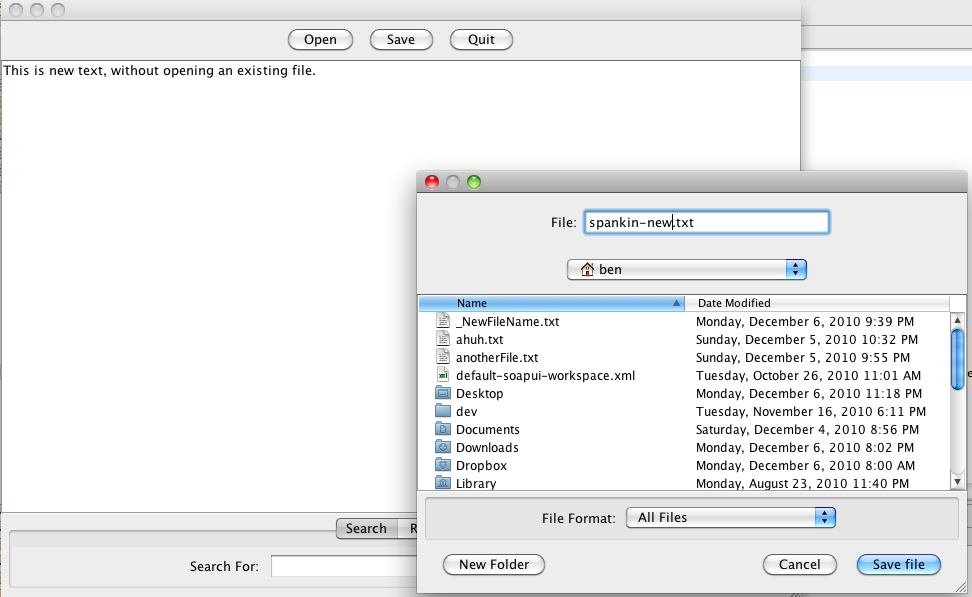 Open Save Quit
This is new text, without opening an existing file.
File: spankin-new.txt
ben
Name Date Modified
_NewFileName.txt Monday, December 6, 2010 9:39 PM
ahuh.txt Sunday, December 5, 2010 10:32 PM
anotherFile.txt Sunday, December 5, 2010 9:55 PM
default-soapui-workspace.xml Tuesday, October 26, 2010 11:01 AM
Desktop Monday, December 6, 2010 11:18 PM
dev Tuesday, November 16, 2010 6:11 PM
Documents Saturday, December 4, 2010 8:56 PM
Downloads Monday, December 6, 2010 8:02 PM
Dropbox Monday, December 6, 2010 8:00 AM
Library Monday, August 23, 2010 11:40 PM
File Format: All Files
Search R
Search For:
New Folder Cancel Save file